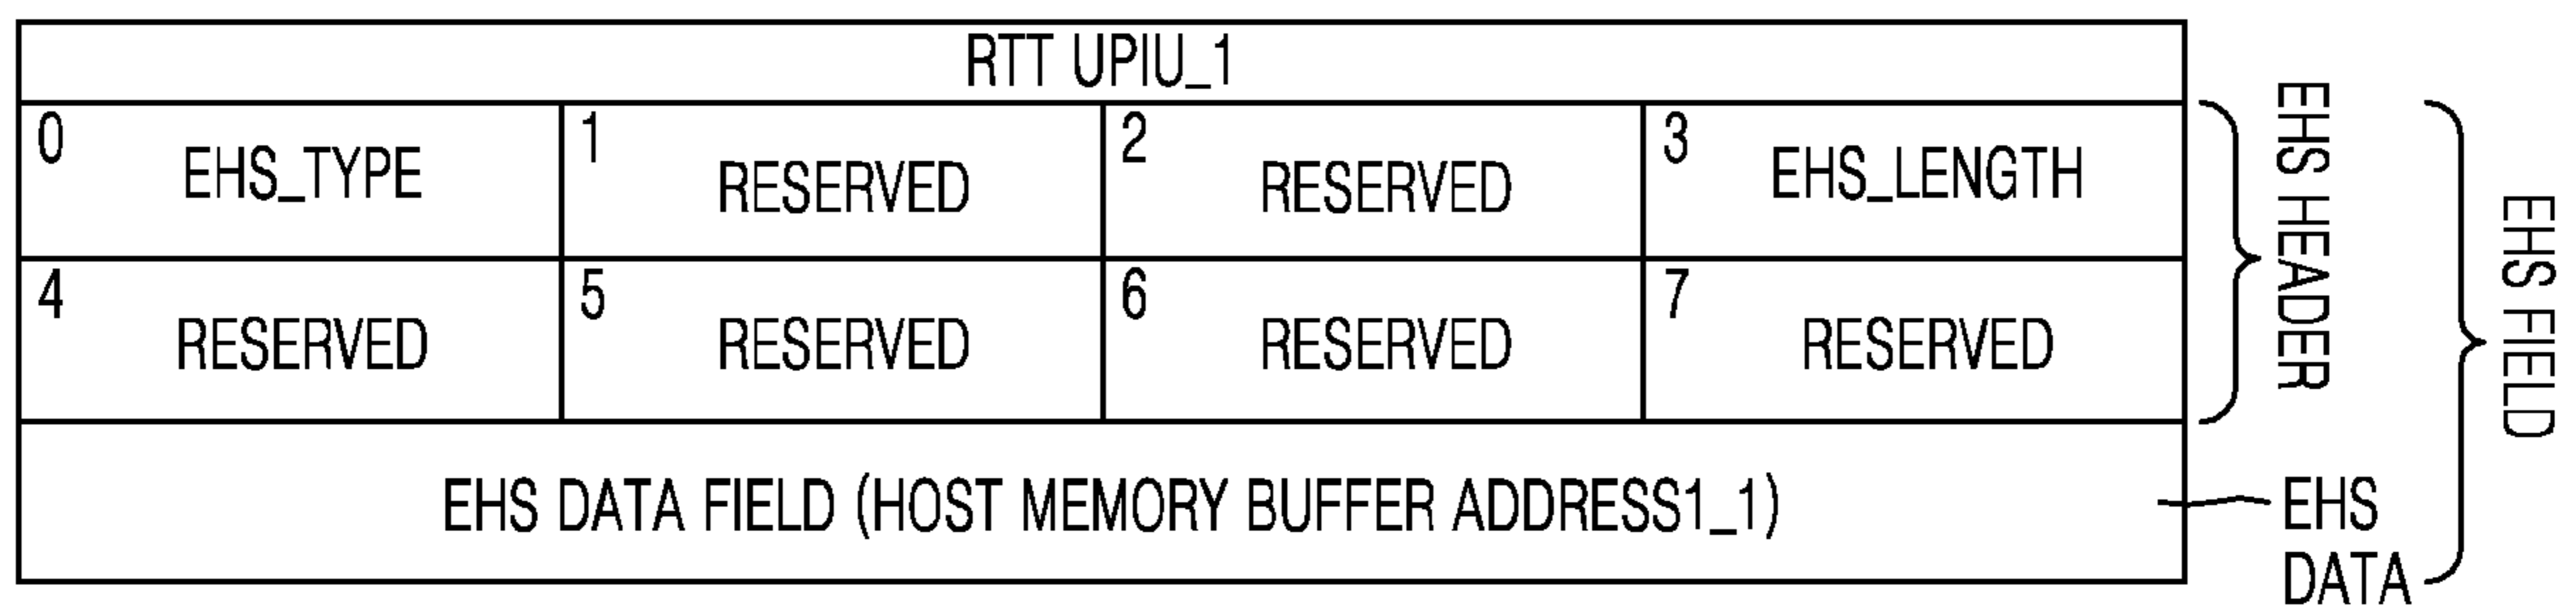 RTT UPIU_1
0 EHS_TYPE 1 RESERVED 2 RESERVED 3 EHS_LENGTH
4 RESERVED 5 RESERVED 6 RESERVED 7 RESERVED
EHS DATA FIELD (HOST MEMORY BUFFER ADDRESS1_1)
EHS HEADER
EHS FIELD
EHS
DATA